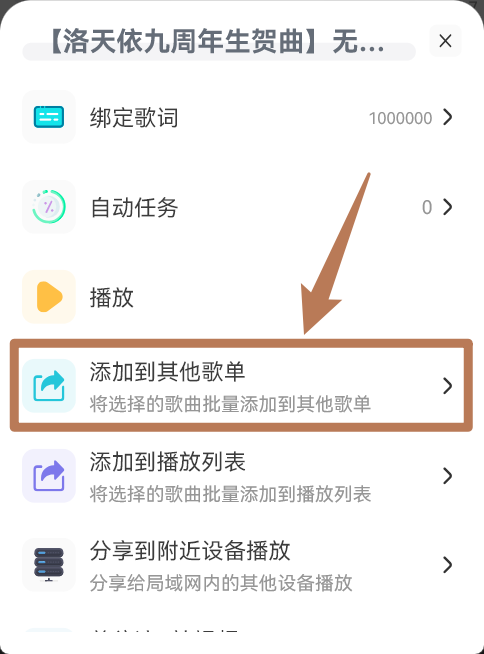 【洛天依九周年生贺曲】无...
绑定歌词
1000000
自动任务
0
播放
添加到其他歌单
将选择的歌曲批量添加到其他歌单
添加到播放列表
将选择的歌曲批量添加到播放列表
分享到附近设备播放
分享给局域网内的其他设备播放